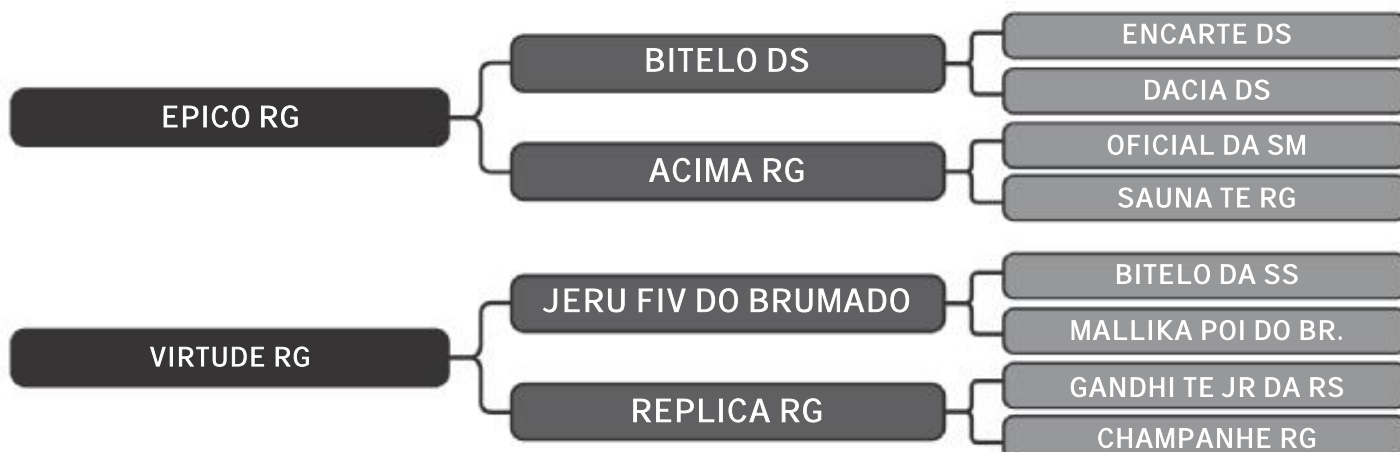 ENCARTE DS
BITELO DS
DACIA DS
EPICO RG
OFICIAL DA SM
ACIMA RG
SAUNA TE RG
BITELO DA SS
JERU FIV DO BRUMADO
MALLIKA POI DO BR.
VIRTUDE RG
GANDHI TE JR DA RS
REPLICA RG
CHAMPANHE RG